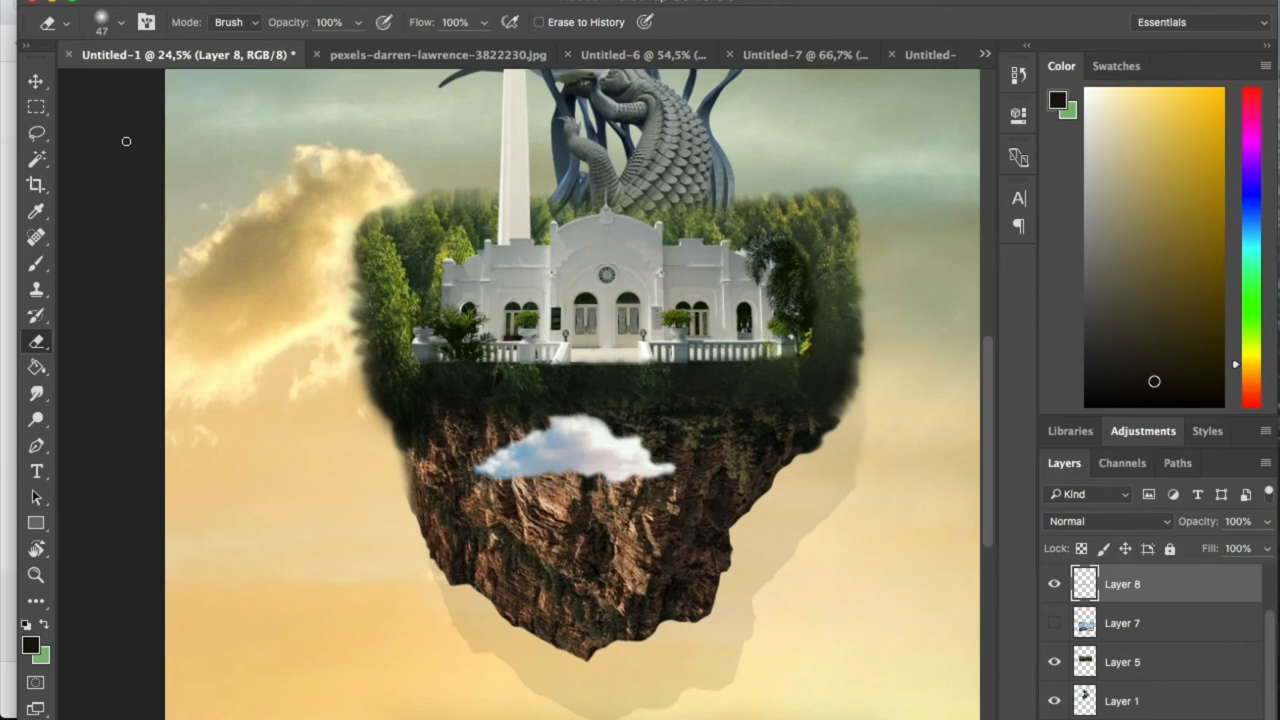 47
Mode: Brush
Opacity: 100%
Flow: 100%
Erase to History
Essentials
Untitled-1 @ 24,5% (Layer 8, RGB/8) *
pexels-darren-lawrence-3822230.jpg
Untitled-6 @ 54,5% (...
Untitled-7 @ 66,7% (...
Untitled-
Color
Swatches
Libraries
Adjustments
Styles
Layers
Channels
Paths
Kind
Normal
Opacity: 100%
Lock:
Fill: 100%
Layer 8
Layer 7
Layer 5
Layer 1